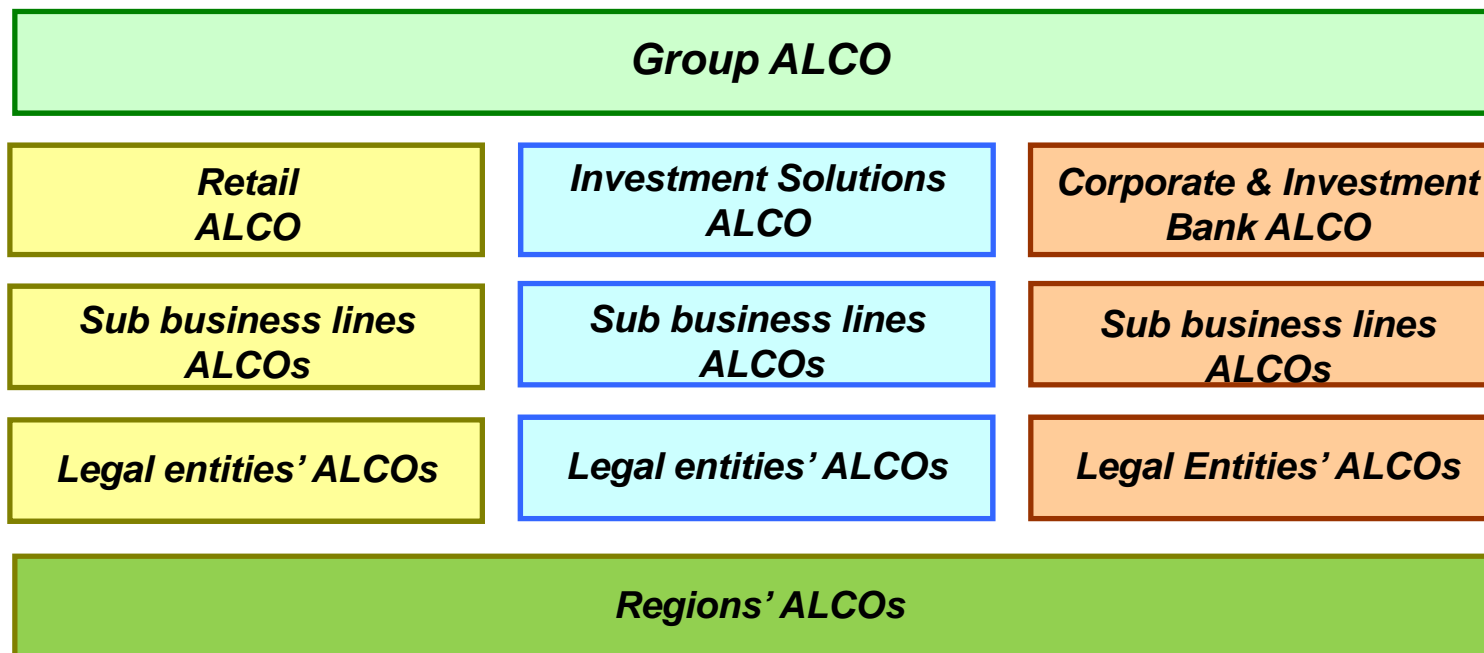 Group ALCO
Retail
ALCO
Investment Solutions
ALCO
Corporate & Investment
Bank ALCO
Sub business lines
ALCOs
Sub business lines
ALCOs
Sub business lines
ALCOs
Legal entities’ ALCOs
Legal entities’ ALCOs
Legal Entities’ ALCOs
Regions’ ALCOs